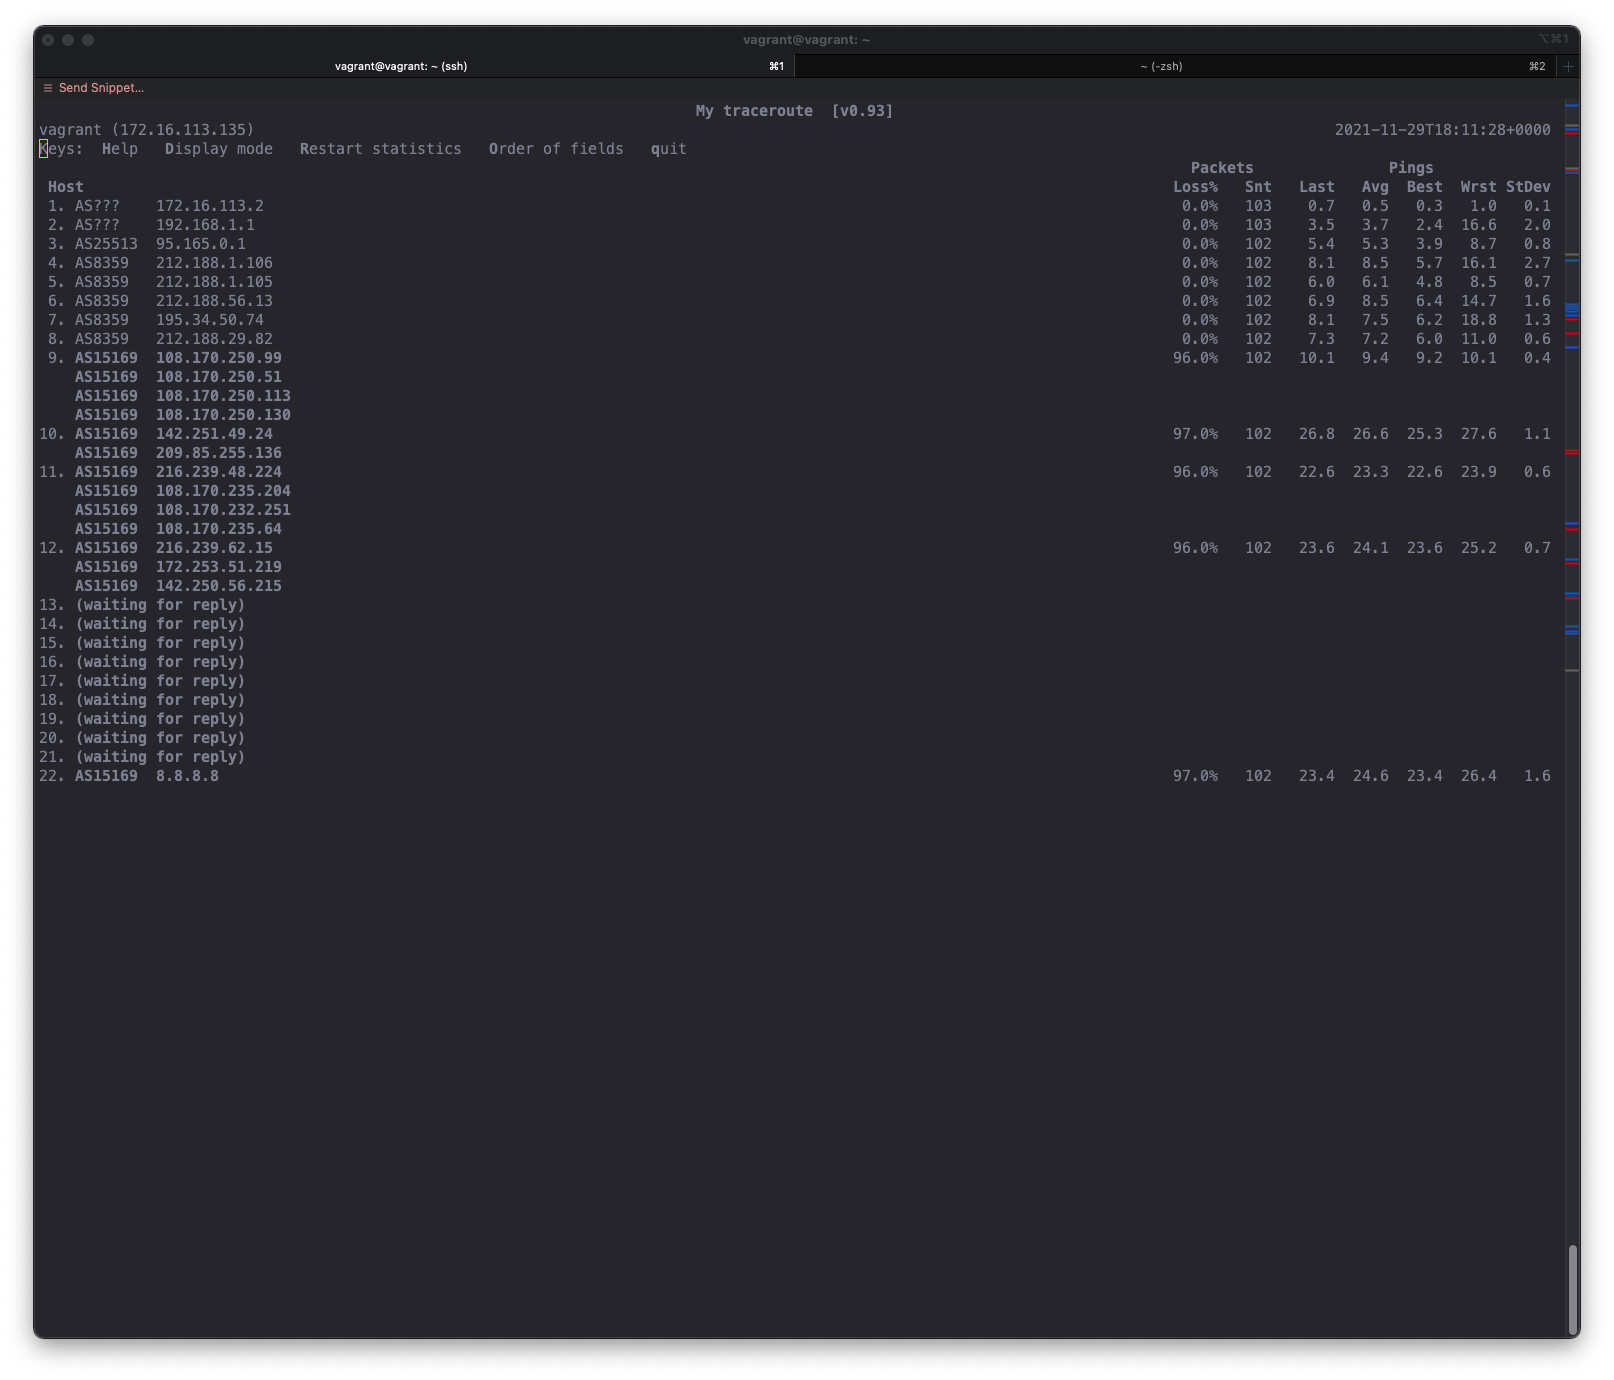 vagrant@vagrant: ~ ⌥⌘1
vagrant@vagrant: ~ (ssh) ⌘1 ~ (-zsh) ⌘2 +
≡ Send Snippet...
My traceroute [v0.93]
vagrant (172.16.113.135) 2021-11-29T18:11:28+0000
Keys: Help Display mode Restart statistics Order of fields quit
Packets Pings
Host Loss% Snt Last Avg Best Wrst StDev
1. AS??? 172.16.113.2 0.0% 103 0.7 0.5 0.3 1.0 0.1
2. AS??? 192.168.1.1 0.0% 103 3.5 3.7 2.4 16.6 2.0
3. AS25513 95.165.0.1 0.0% 102 5.4 5.3 3.9 8.7 0.8
4. AS8359 212.188.1.106 0.0% 102 8.1 8.5 5.7 16.1 2.7
5. AS8359 212.188.1.105 0.0% 102 6.0 6.1 4.8 8.5 0.7
6. AS8359 212.188.56.13 0.0% 102 6.9 8.5 6.4 14.7 1.6
7. AS8359 195.34.50.74 0.0% 102 8.1 7.5 6.2 18.8 1.3
8. AS8359 212.188.29.82 0.0% 102 7.3 7.2 6.0 11.0 0.6
9. AS15169 108.170.250.99 96.0% 102 10.1 9.4 9.2 10.1 0.4
AS15169 108.170.250.51
AS15169 108.170.250.113
AS15169 108.170.250.130
10. AS15169 142.251.49.24 97.0% 102 26.8 26.6 25.3 27.6 1.1
AS15169 209.85.255.136
11. AS15169 216.239.48.224 96.0% 102 22.6 23.3 22.6 23.9 0.6
AS15169 108.170.235.204
AS15169 108.170.232.251
AS15169 108.170.235.64
12. AS15169 216.239.62.15 96.0% 102 23.6 24.1 23.6 25.2 0.7
AS15169 172.253.51.219
AS15169 142.250.56.215
13. (waiting for reply)
14. (waiting for reply)
15. (waiting for reply)
16. (waiting for reply)
17. (waiting for reply)
18. (waiting for reply)
19. (waiting for reply)
20. (waiting for reply)
21. (waiting for reply)
22. AS15169 8.8.8.8 97.0% 102 23.4 24.6 23.4 26.4 1.6